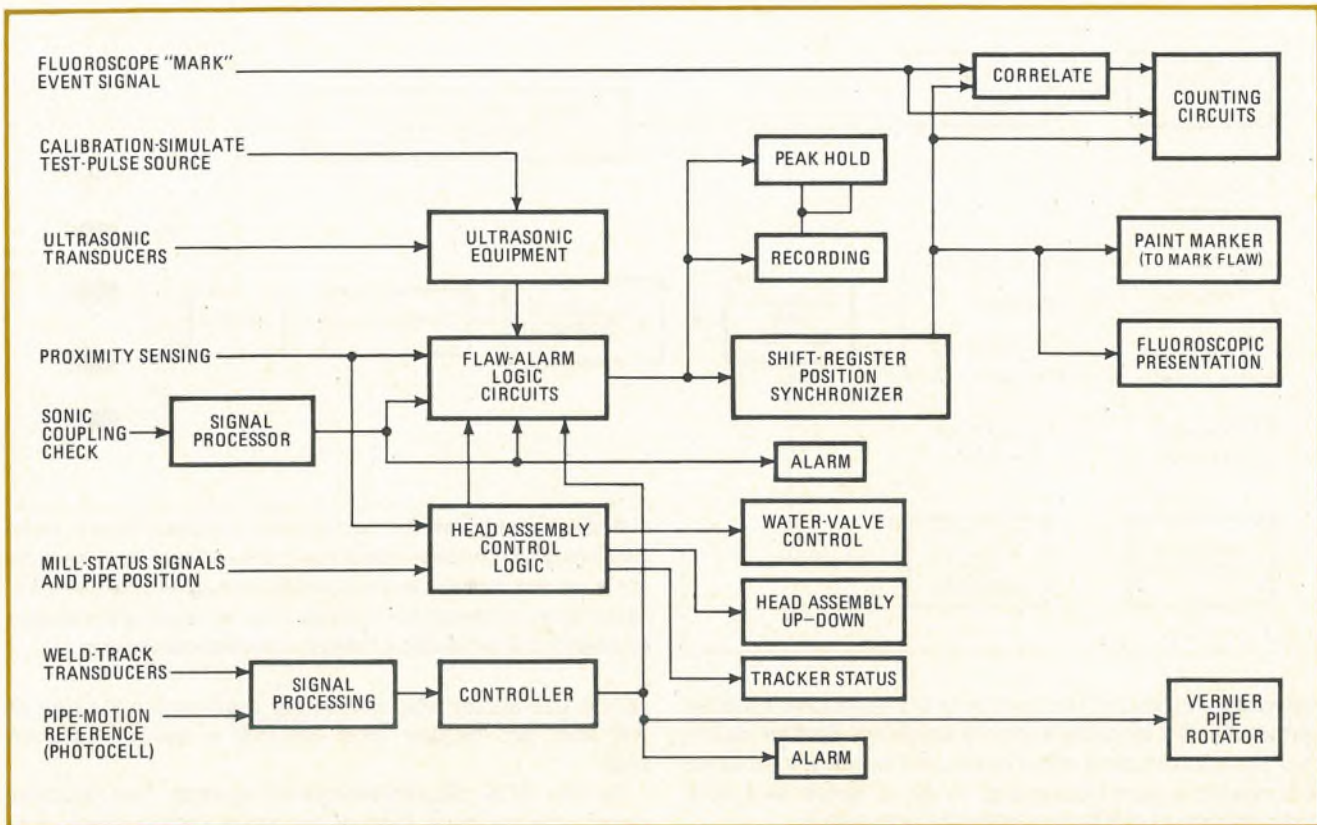 FLUOROSCOPE "MARK"
EVENT SIGNAL
CORRELATE
COUNTING
CIRCUITS
CALIBRATION-SIMULATE
TEST-PULSE SOURCE
PEAK HOLD
ULTRASONIC
TRANSDUCERS
ULTRASONIC
EQUIPMENT
RECORDING
PAINT MARKER
(TO MARK FLAW)
PROXIMITY SENSING
FLAW-ALARM
LOGIC
CIRCUITS
SHIFT-REGISTER
POSITION
SYNCHRONIZER
FLUOROSCOPIC
PRESENTATION
SONIC
COUPLING
CHECK
SIGNAL
PROCESSOR
ALARM
MILL-STATUS SIGNALS
AND PIPE POSITION
HEAD ASSEMBLY
CONTROL
LOGIC
WATER-VALVE
CONTROL
HEAD ASSEMBLY
UP-DOWN
TRACKER STATUS
WELD-TRACK
TRANSDUCERS
PIPE-MOTION
REFERENCE
(PHOTOCELL)
SIGNAL
PROCESSING
CONTROLLER
ALARM
VERNIER
PIPE
ROTATOR